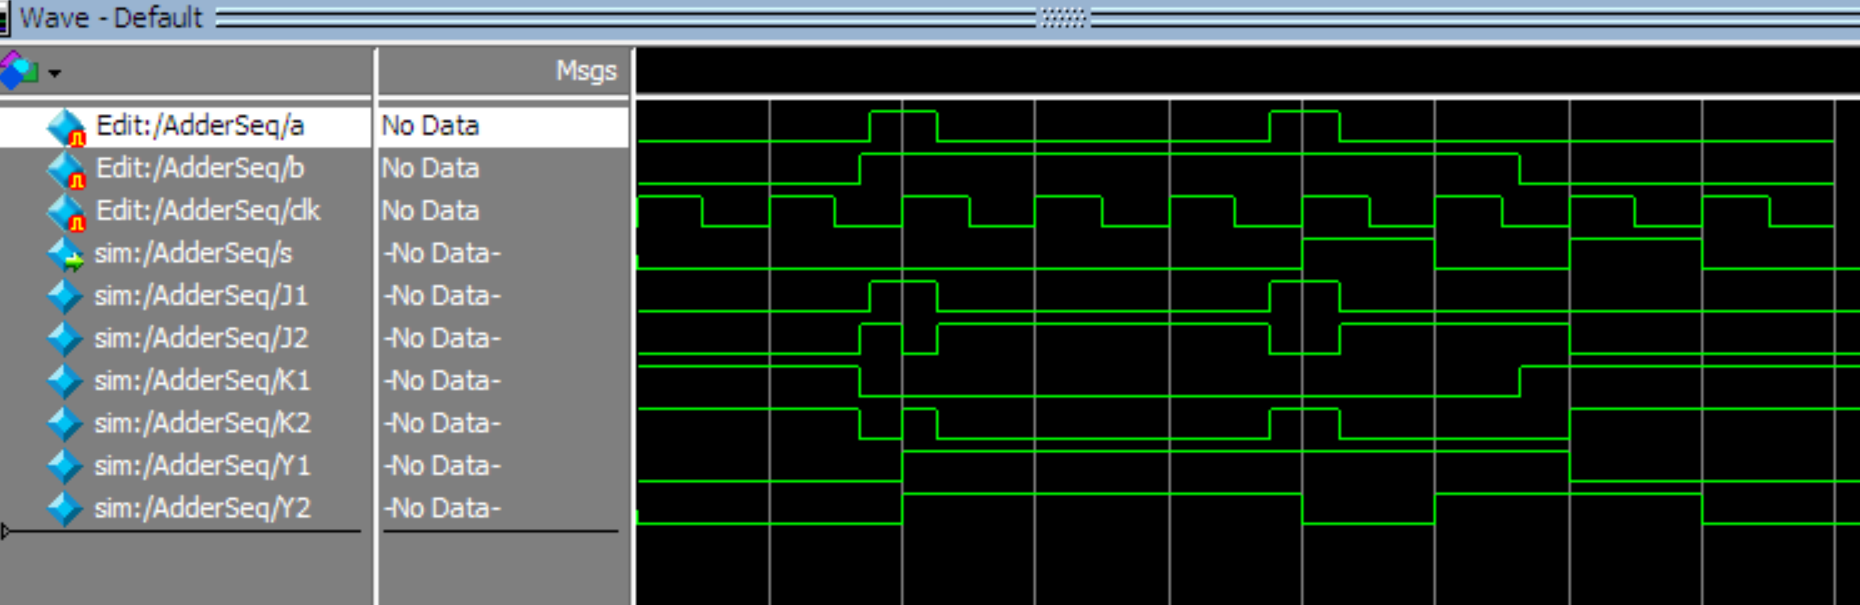 Wave - Default
Msgs
Edit:/AdderSeq/a No Data
Edit:/AdderSeq/b No Data
Edit:/AdderSeq/clk No Data
sim:/AdderSeq/s -No Data-
sim:/AdderSeq/J1 -No Data-
sim:/AdderSeq/J2 -No Data-
sim:/AdderSeq/K1 -No Data-
sim:/AdderSeq/K2 -No Data-
sim:/AdderSeq/Y1 -No Data-
sim:/AdderSeq/Y2 -No Data-